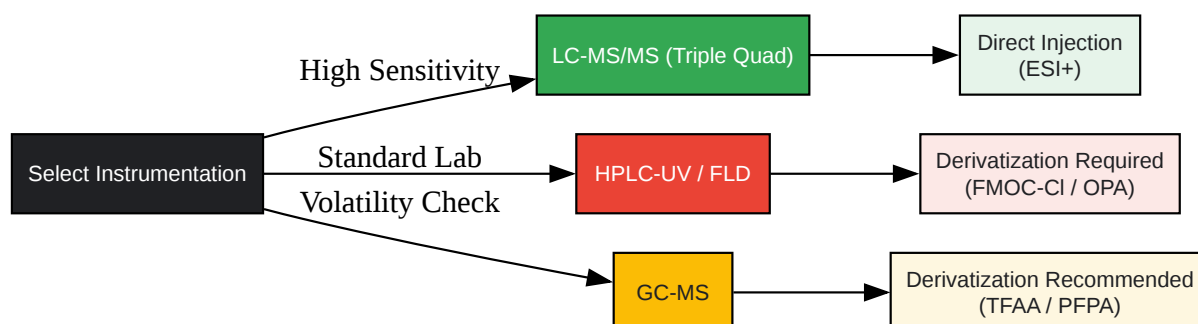 High Sensitivity
LC-MS/MS (Triple Quad)
Direct Injection
(ESI+)
Select Instrumentation
Standard Lab
HPLC-UV / FLD
Derivatization Required
(FMOC-Cl / OPA)
Volatility Check
GC-MS
Derivatization Recommended
(TFAA / PFPA)